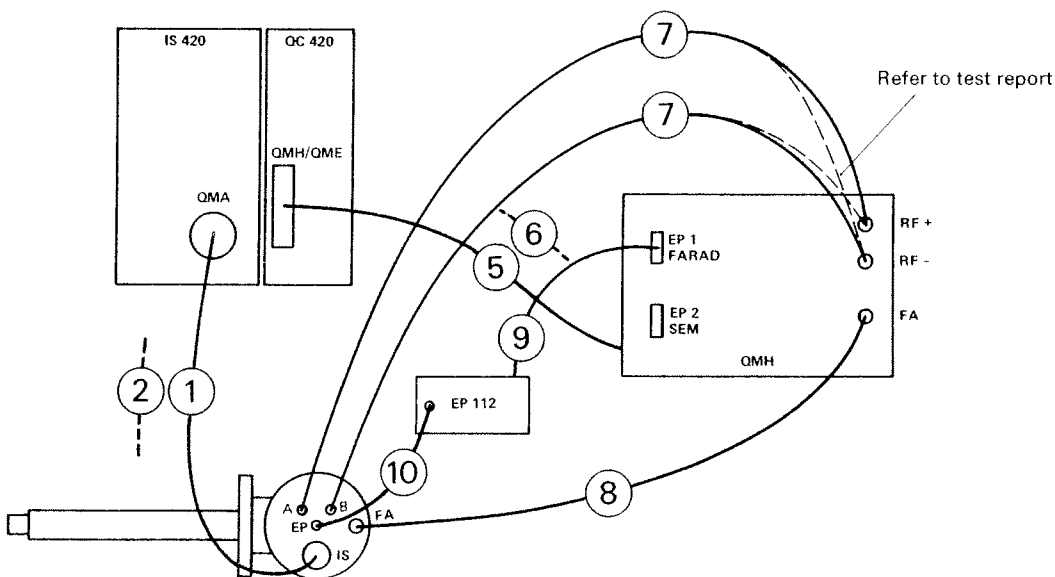 IS 420
QC 420
7
7
Refer to test report
QMH/QME
QMA
RF +
6
EP 1
FARAD
5
RF -
EP 2
SEM
FA
9
QMH
2
1
EP 112
10
8
A
B
EP
FA
IS